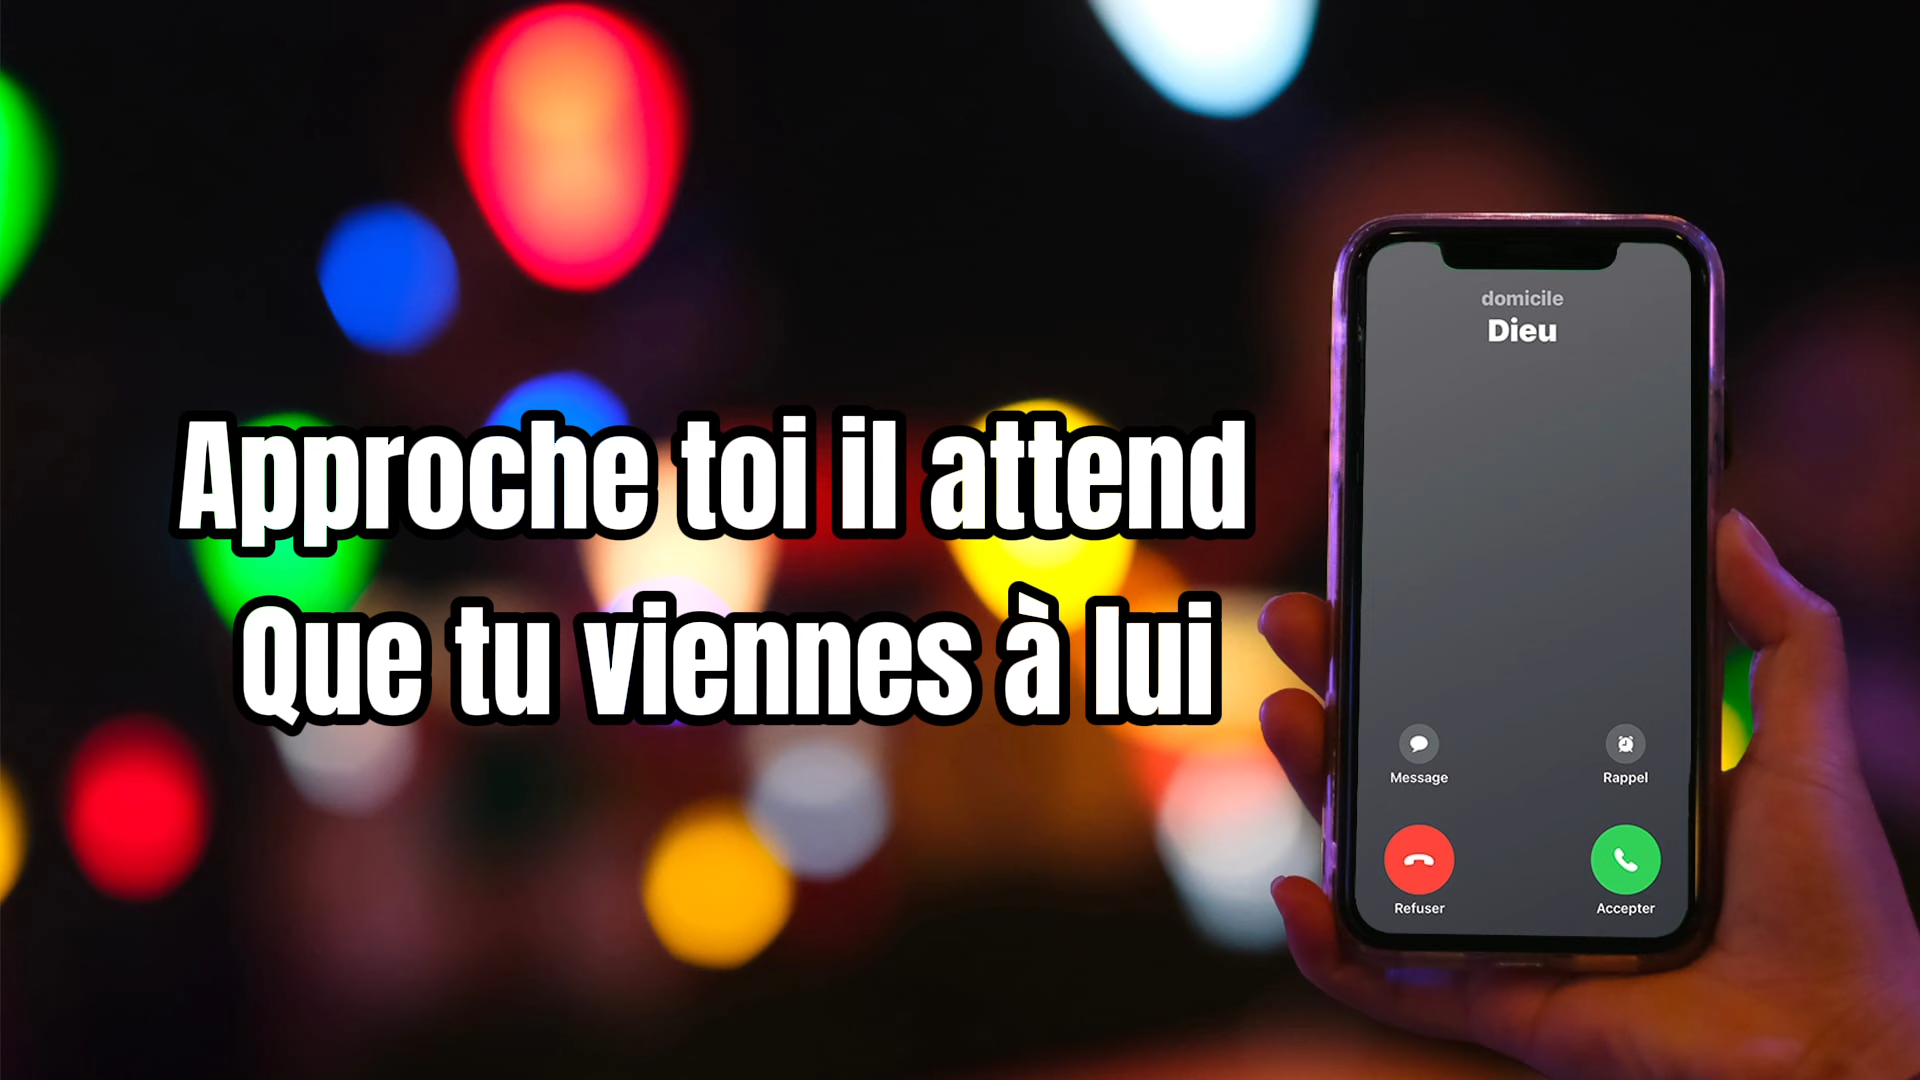 Approche toi il attend
Que tu viennes à lui
domicile
Dieu
Message
Rappel
Refuser
Accepter